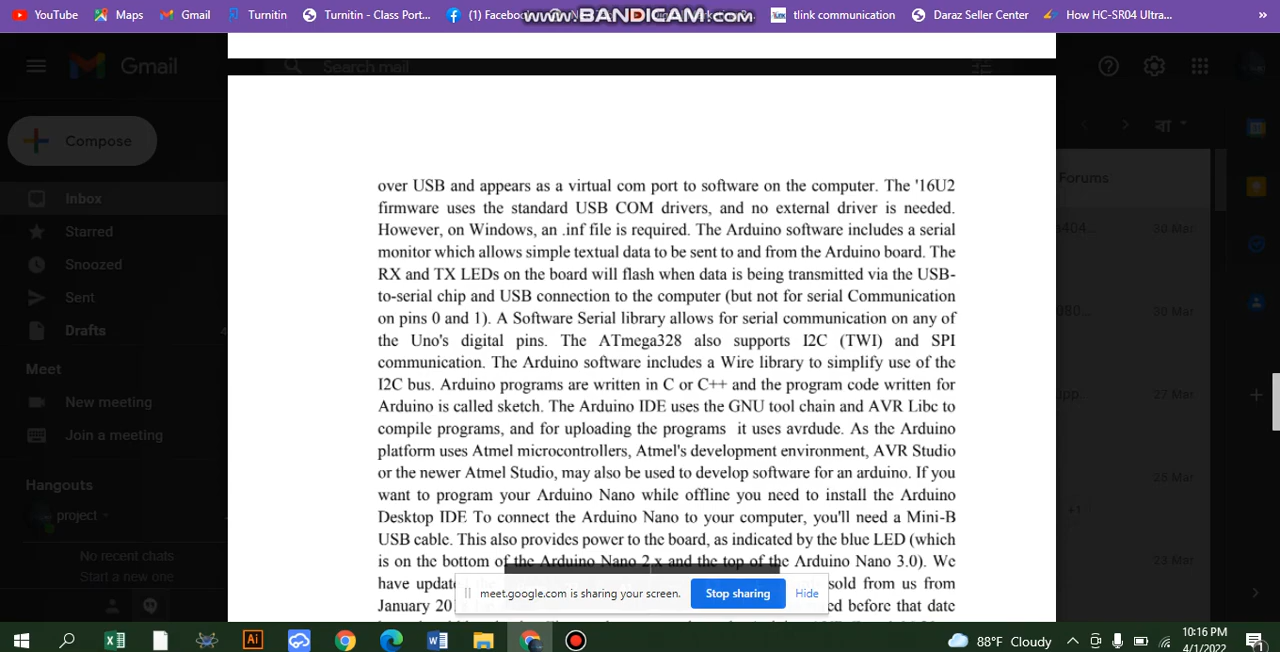 YouTube Maps Gmail Turnitin Turnitin - Class Port... (1) Facebo www.BANDICAM.com tlink communication Daraz Seller Center How HC-SR04 Ultra... »
Gmail Search mail
Compose
Forums
Inbox
Starred 30 Mar
Snoozed
Sent
Drafts 4 30 Mar
Meet
New meeting 27 Mar
Join a meeting
Hangouts 26 Mar
project +1
No recent chats
Start a new one 23 Mar
over USB and appears as a virtual com port to software on the computer. The '16U2
firmware uses the standard USB COM drivers, and no external driver is needed.
However, on Windows, an .inf file is required. The Arduino software includes a serial
monitor which allows simple textual data to be sent to and from the Arduino board. The
RX and TX LEDs on the board will flash when data is being transmitted via the USB-
to-serial chip and USB connection to the computer (but not for serial Communication
on pins 0 and 1). A Software Serial library allows for serial communication on any of
the Uno's digital pins. The ATmega328 also supports I2C (TWI) and SPI
communication. The Arduino software includes a Wire library to simplify use of the
I2C bus. Arduino programs are written in C or C++ and the program code written for
Arduino is called sketch. The Arduino IDE uses the GNU tool chain and AVR Libc to
compile programs, and for uploading the programs it uses avrdude. As the Arduino
platform uses Atmel microcontrollers, Atmel's development environment, AVR Studio
or the newer Atmel Studio, may also be used to develop software for an arduino. If you
want to program your Arduino Nano while offline you need to install the Arduino
Desktop IDE To connect the Arduino Nano to your computer, you'll need a Mini-B
USB cable. This also provides power to the board, as indicated by the blue LED (which
is on the bottom of the Arduino Nano 2.x and the top of the Arduino Nano 3.0). We
have update sold from us from
January 20 ed before that date
meet.google.com is sharing your screen. Stop sharing Hide
88°F Cloudy 10:16 PM
4/1/2022